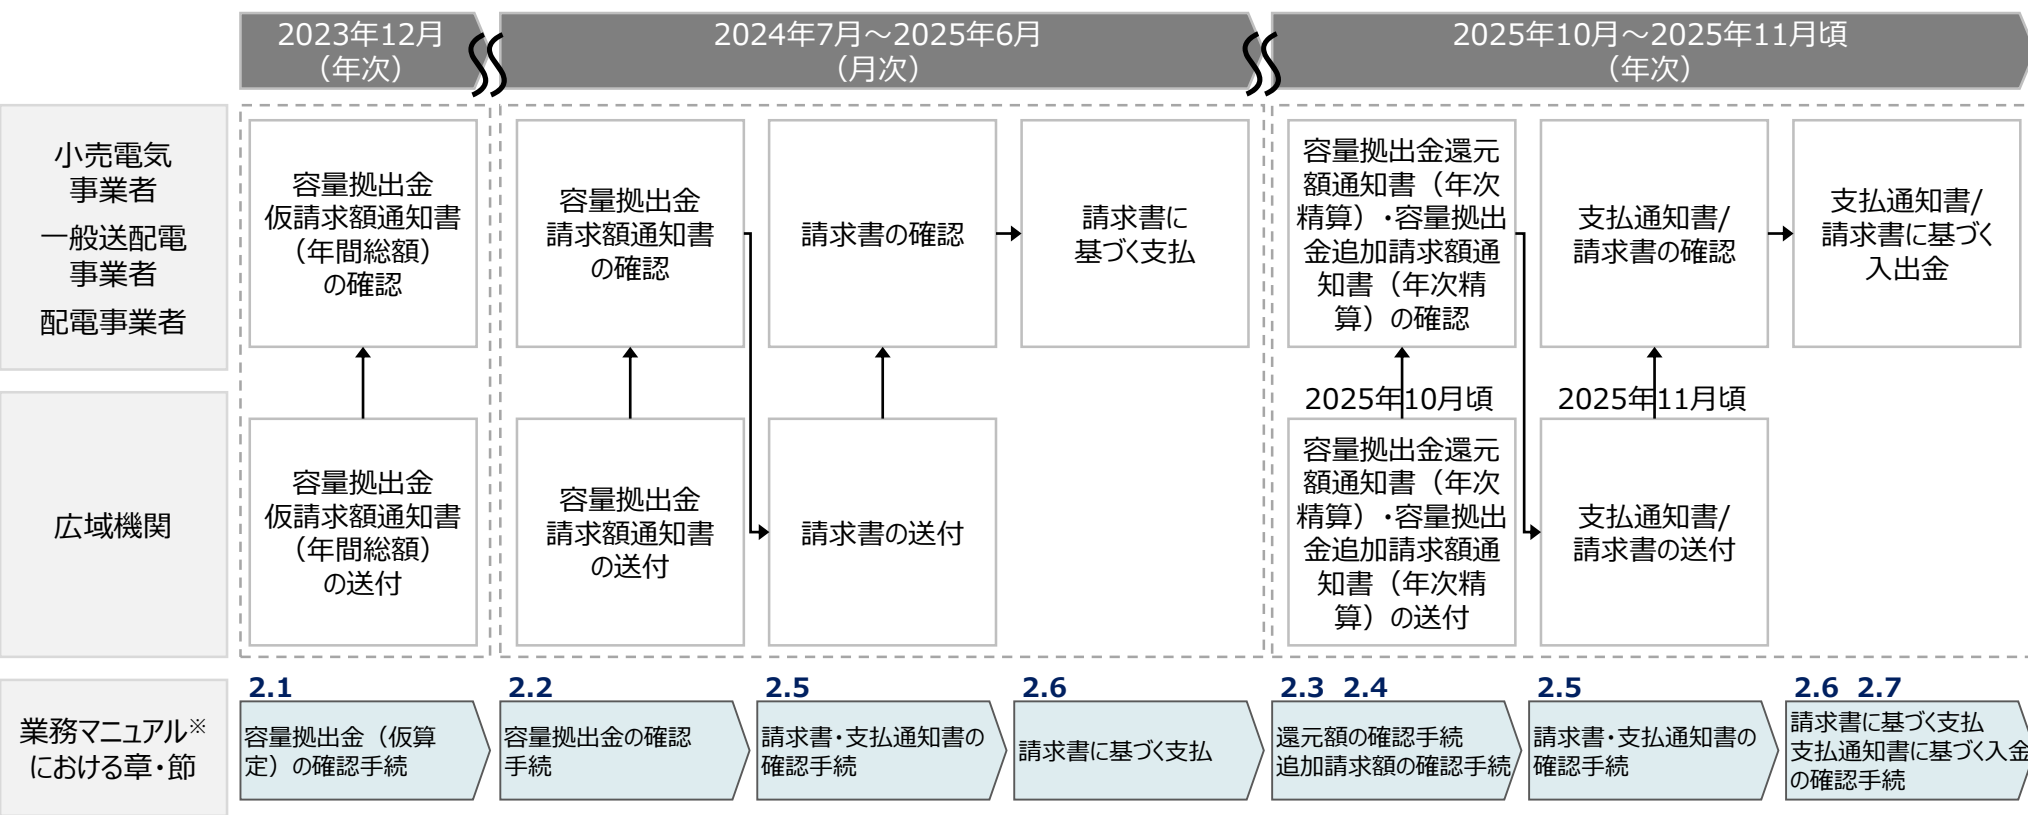 2023年12月
（年次）
2024年7月～2025年6月
（月次）
2025年10月～2025年11月頃
（年次）
小売電気
事業者
一般送配電
事業者
配電事業者
容量拠出金
仮請求額通知書
（年間総額）
の確認
容量拠出金
請求額通知書
の確認
請求書の確認
請求書に
基づく支払
容量拠出金還元
額通知書（年次
精算）・容量拠出
金追加請求額通
知書（年次精
算）の確認
支払通知書/
請求書の確認
支払通知書/
請求書に基づく
入出金
2025年10月頃
2025年11月頃
広域機関
容量拠出金
仮請求額通知書
（年間総額）
の送付
容量拠出金
請求額通知書
の送付
請求書の送付
容量拠出金還元
額通知書（年次
精算）・容量拠出
金追加請求額通
知書（年次精
算）の送付
支払通知書/
請求書の送付
業務マニュアル※
における章・節
2.1
容量拠出金（仮算
定）の確認手続
2.2
容量拠出金の確認
手続
2.5
請求書・支払通知書の
確認手続
2.6
請求書に基づく支払
2.3 2.4
還元額の確認手続
追加請求額の確認手続
2.5
請求書・支払通知書の
確認手続
2.6 2.7
請求書に基づく支払
支払通知書に基づく入金
の確認手続